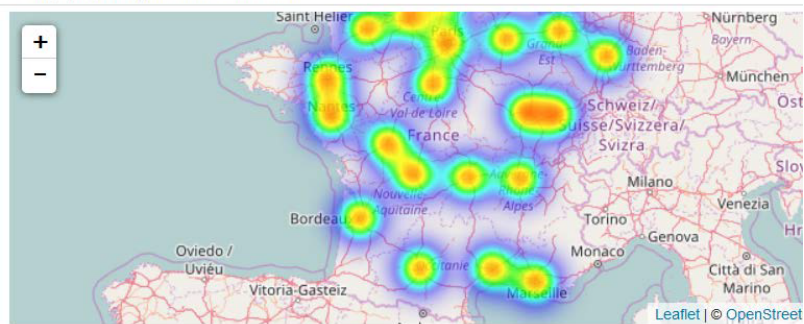 +
−
Saint Helier
Paris
Nürnberg
Grand
Est
Baden-
Württemberg
Bayern
München
Rennes
Nantes
Centre-
Val de Loire
France
Schweiz/
Suisse/Svizzera/
Svizra
Nouvelle-
Aquitaine
Auvergne-
Rhône-
Alpes
Milano
Venezia
Torino
Bordeaux
Genova
Monaco
Oviedo /
Uviéu
Vitoria-Gasteiz
Marseille
Città di San
Marino
Leaflet | © OpenStreet